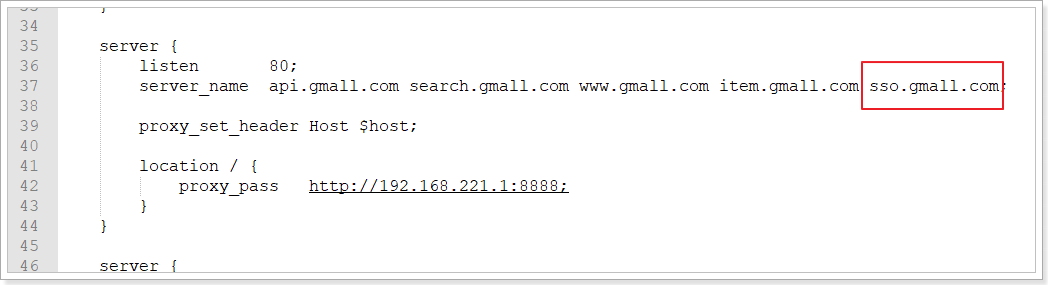 33    }
34
35    server {
36        listen       80;
37        server_name  api.gmall.com search.gmall.com www.gmall.com item.gmall.com sso.gmall.com;
38
39        proxy_set_header Host $host;
40
41        location / {
42            proxy_pass   http://192.168.221.1:8888;
43        }
44    }
45
46    server {